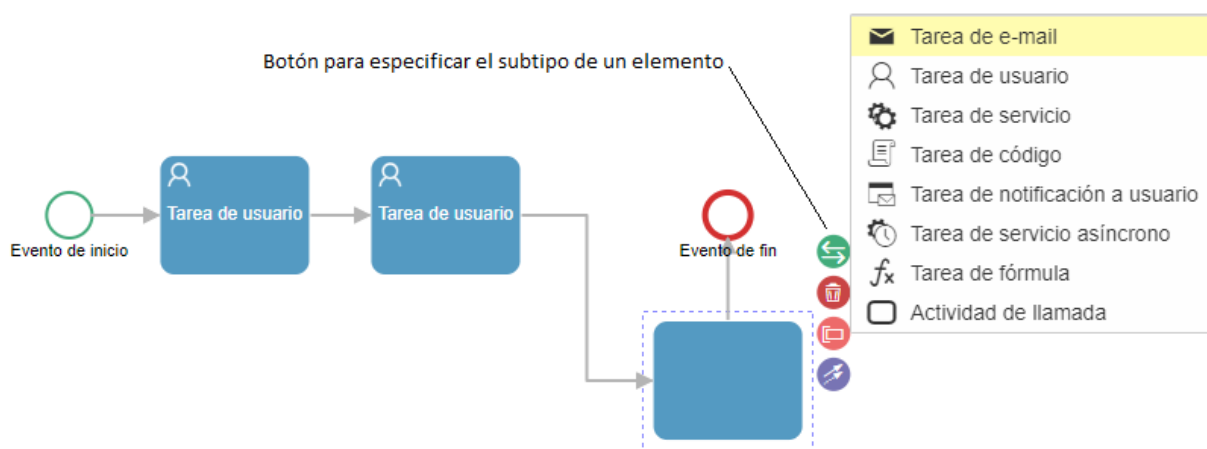 Botón para especificar el subtipo de un elemento
Tarea de e-mail
Tarea de usuario
Tarea de servicio
Tarea de código
Tarea de notificación a usuario
Tarea de servicio asíncrono
Tarea de fórmula
Actividad de llamada
Evento de inicio
Tarea de usuario
Tarea de usuario
Evento de fin